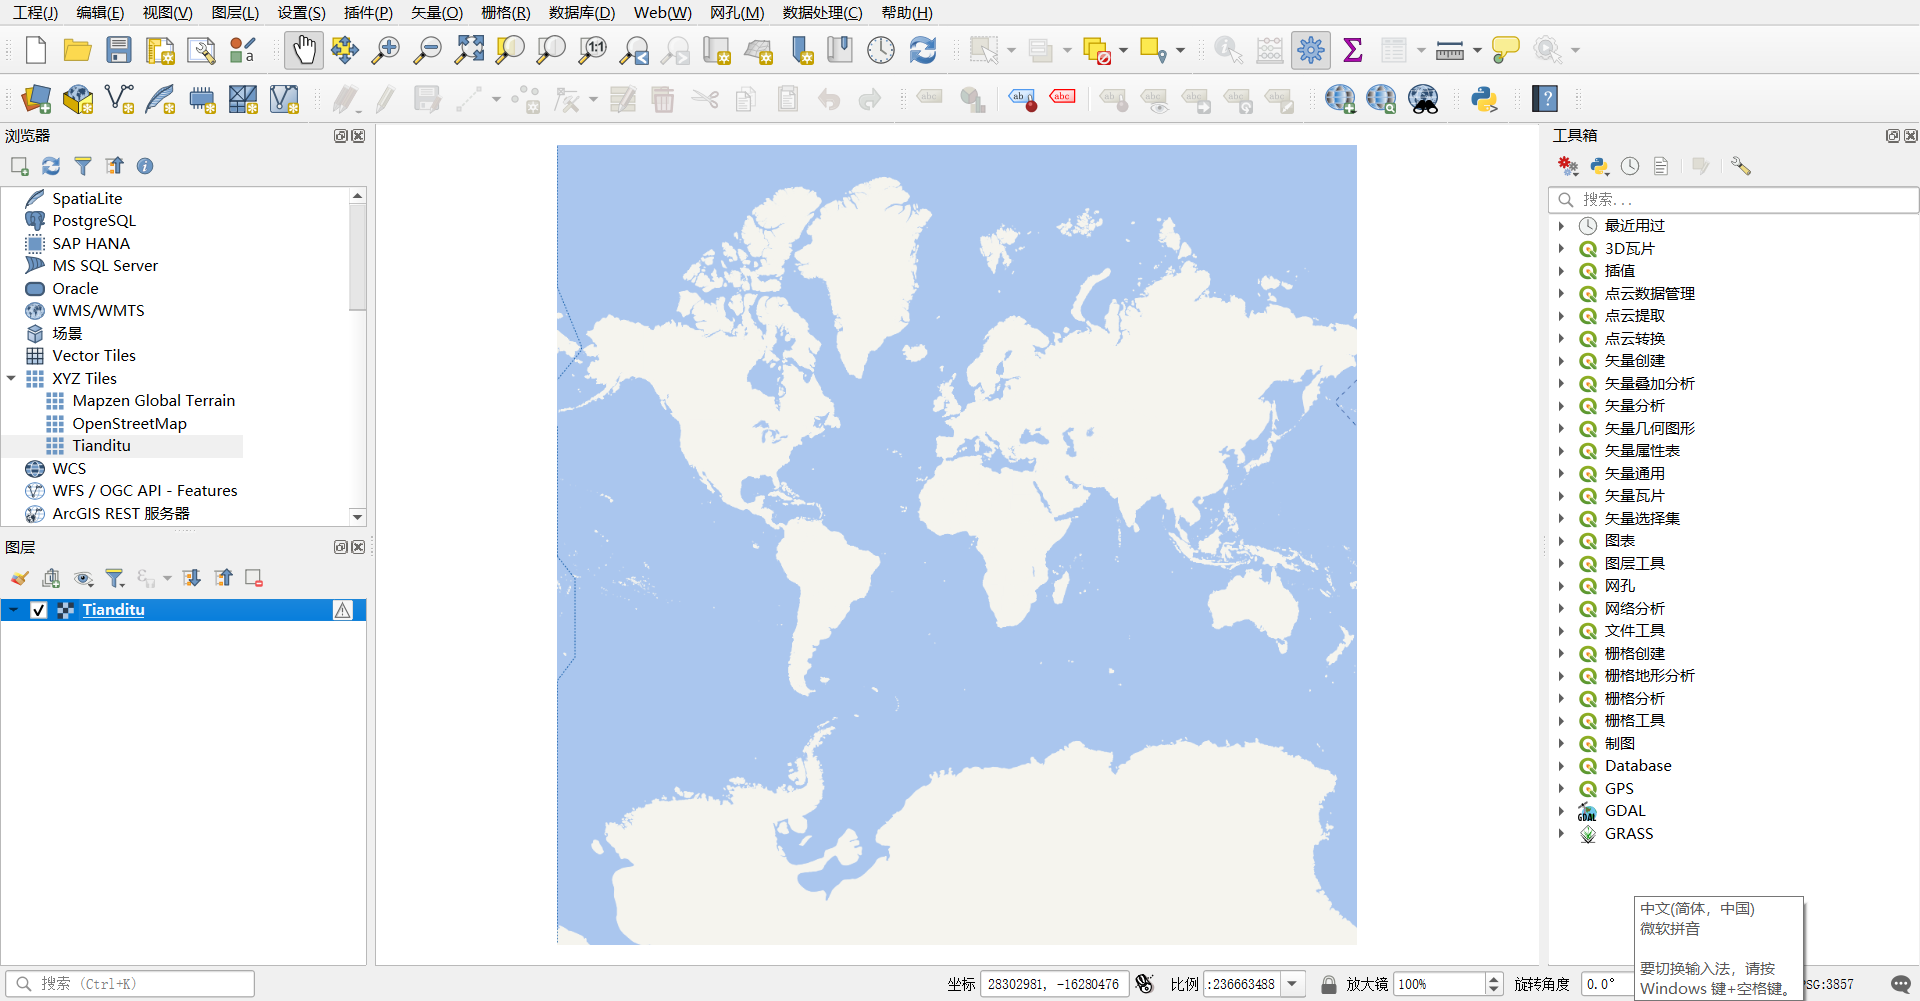 工程(J) 编辑(E) 视图(V) 图层(L) 设置(S) 插件(P) 矢量(O) 栅格(R) 数据库(D) Web(W) 网孔(M) 数据处理(C) 帮助(H)
浏览器
SpatiaLite
PostgreSQL
SAP HANA
MS SQL Server
Oracle
WMS/WMTS
场景
Vector Tiles
XYZ Tiles
Mapzen Global Terrain
OpenStreetMap
Tianditu
WCS
WFS / OGC API - Features
ArcGIS REST 服务器
图层
Tianditu
工具箱
搜索...
最近用过
3D瓦片
插值
点云数据管理
点云提取
点云转换
矢量创建
矢量叠加分析
矢量分析
矢量几何图形
矢量属性表
矢量通用
矢量瓦片
矢量选择集
图表
图层工具
网孔
网络分析
文件工具
栅格创建
栅格地形分析
栅格分析
栅格工具
制图
Database
GPS
GDAL
GRASS
中文(简体，中国)
微软拼音
要切换输入法，请按
Windows 键+空格键。
搜索 (Ctrl+K)
坐标 28302981, -16280476 比例 :236663488 放大镜 100% 旋转角度 0.0° SG:3857